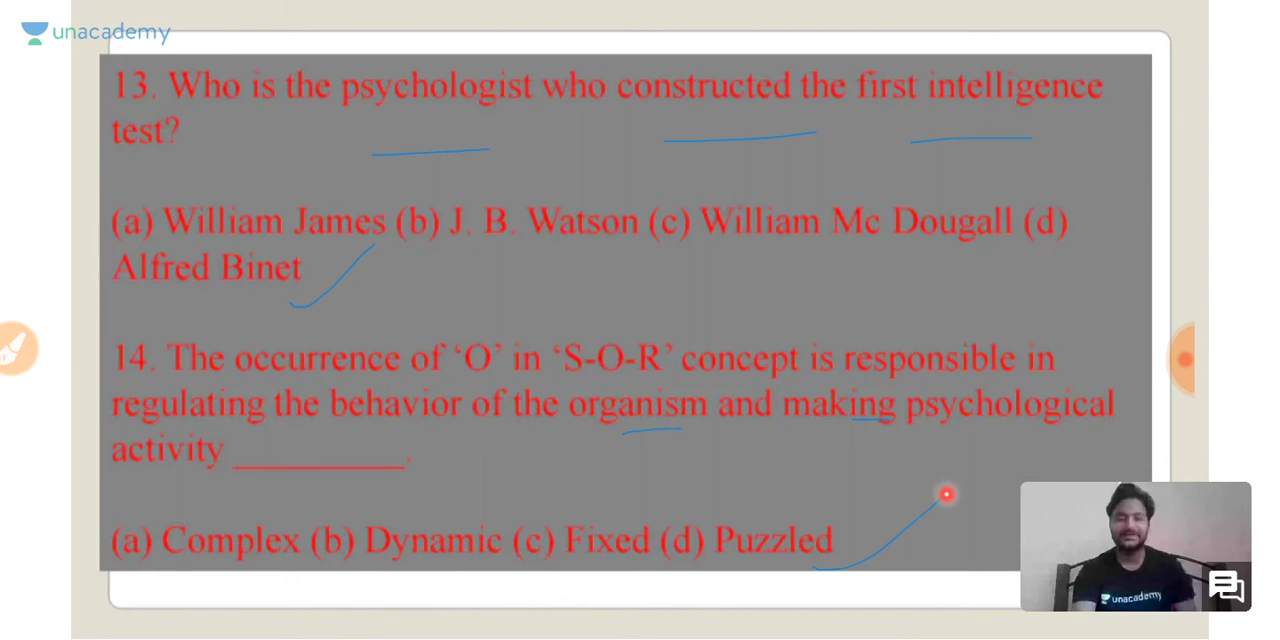 unacademy
13. Who is the psychologist who constructed the first intelligence
test?
(a) William James (b) J. B. Watson (c) William Mc Dougall (d)
Alfred Binet
14. The occurrence of ‘O’ in ‘S-O-R’ concept is responsible in
regulating the behavior of the organism and making psychological
activity __________.
(a) Complex (b) Dynamic (c) Fixed (d) Puzzled
unacademy